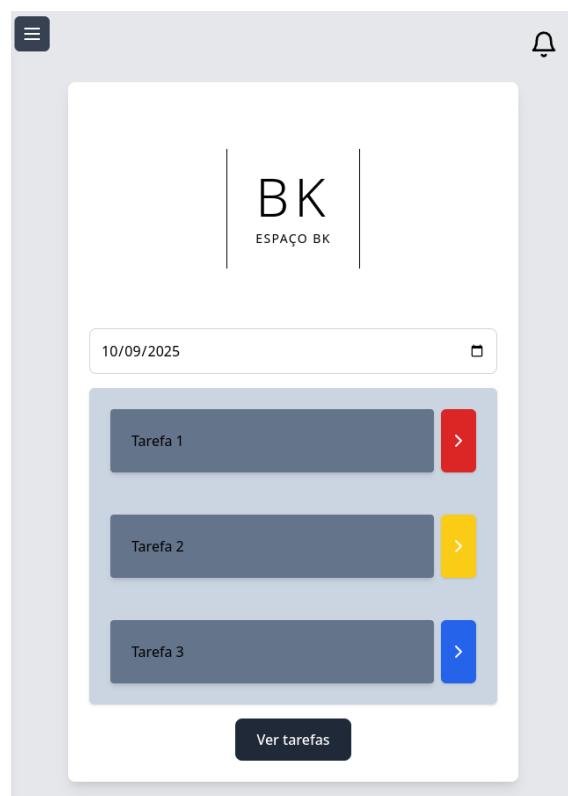 BK
ESPAÇO BK
10/09/2025
Tarefa 1
Tarefa 2
Tarefa 3
Ver tarefas